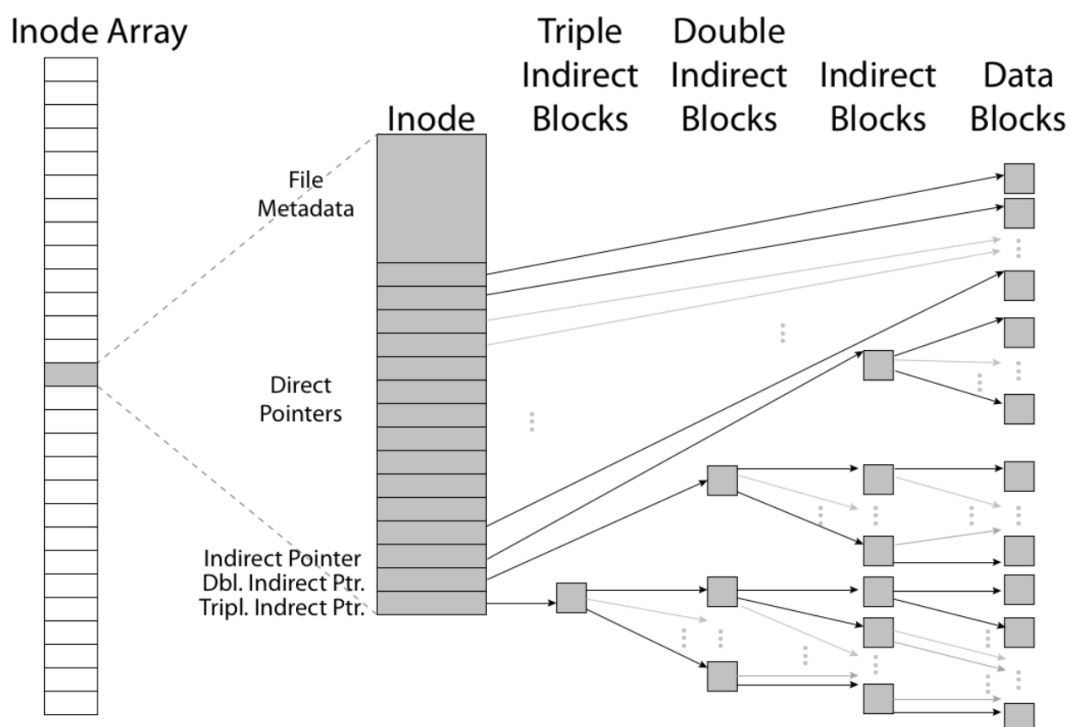 Inode Array
Triple
Indirect
Blocks
Double
Indirect
Blocks
Indirect
Blocks
Data
Blocks
Inode
File
Metadata
Direct
Pointers
Indirect Pointer
Dbl. Indirect Ptr.
Tripl. Indrect Ptr.